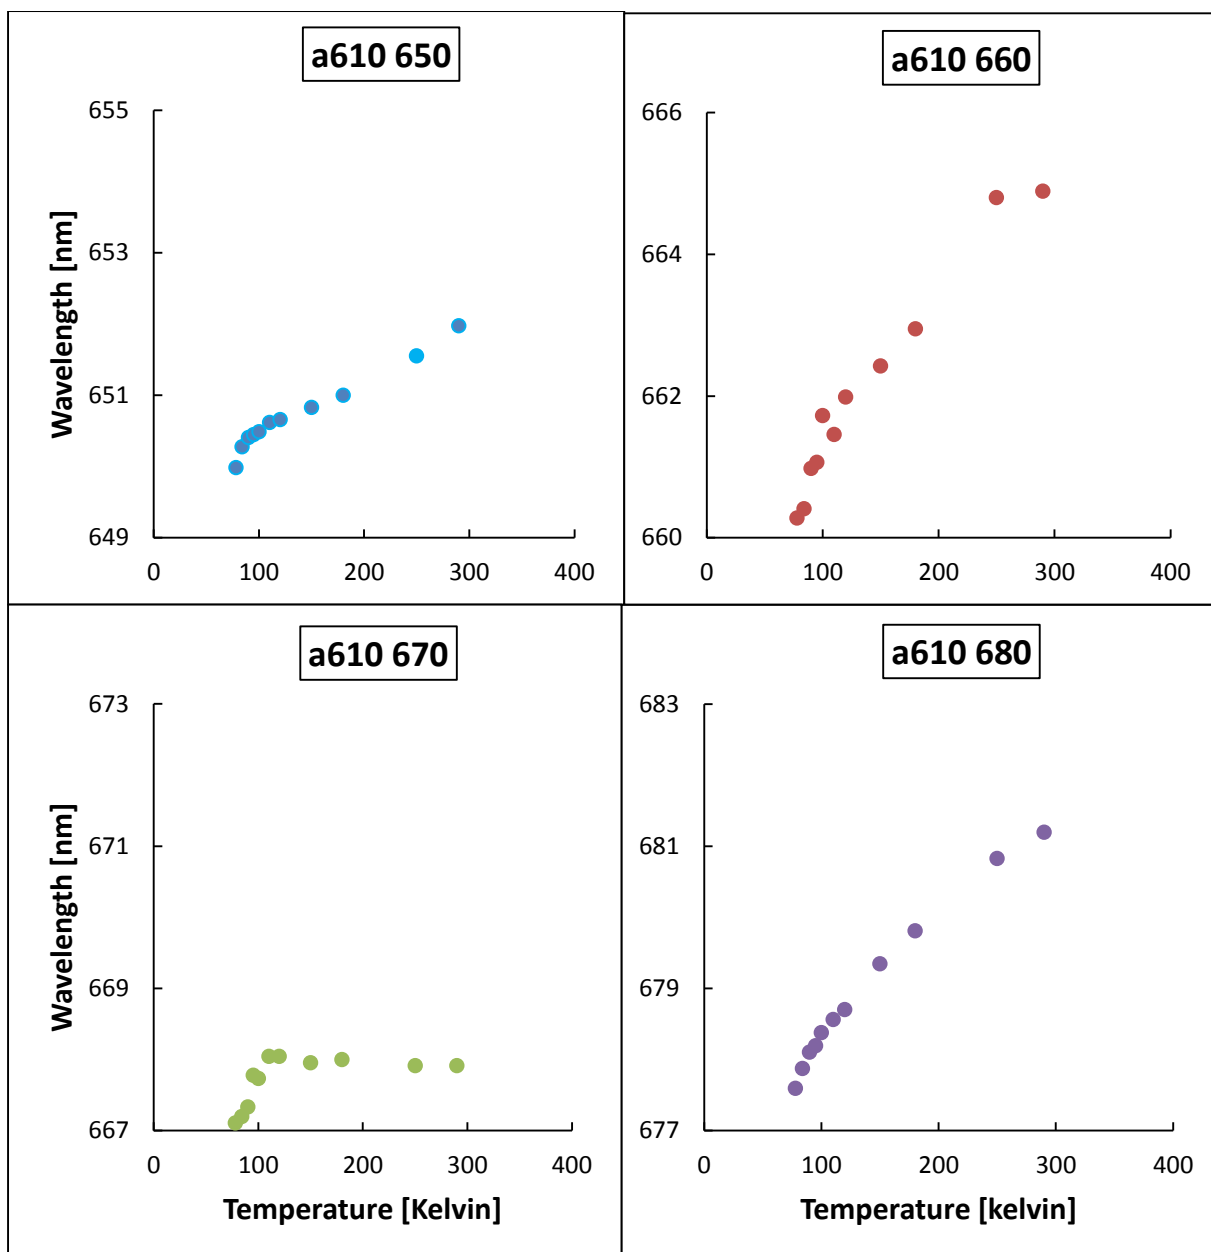 a610 650
655
653
651
649
Wavelength [nm]
0 100 200 300 400
a610 660
666
664
662
660
0 100 200 300 400
a610 670
673
671
669
667
Wavelength [nm]
0 100 200 300 400
Temperature [Kelvin]
a610 680
683
681
679
677
0 100 200 300 400
Temperature [kelvin]